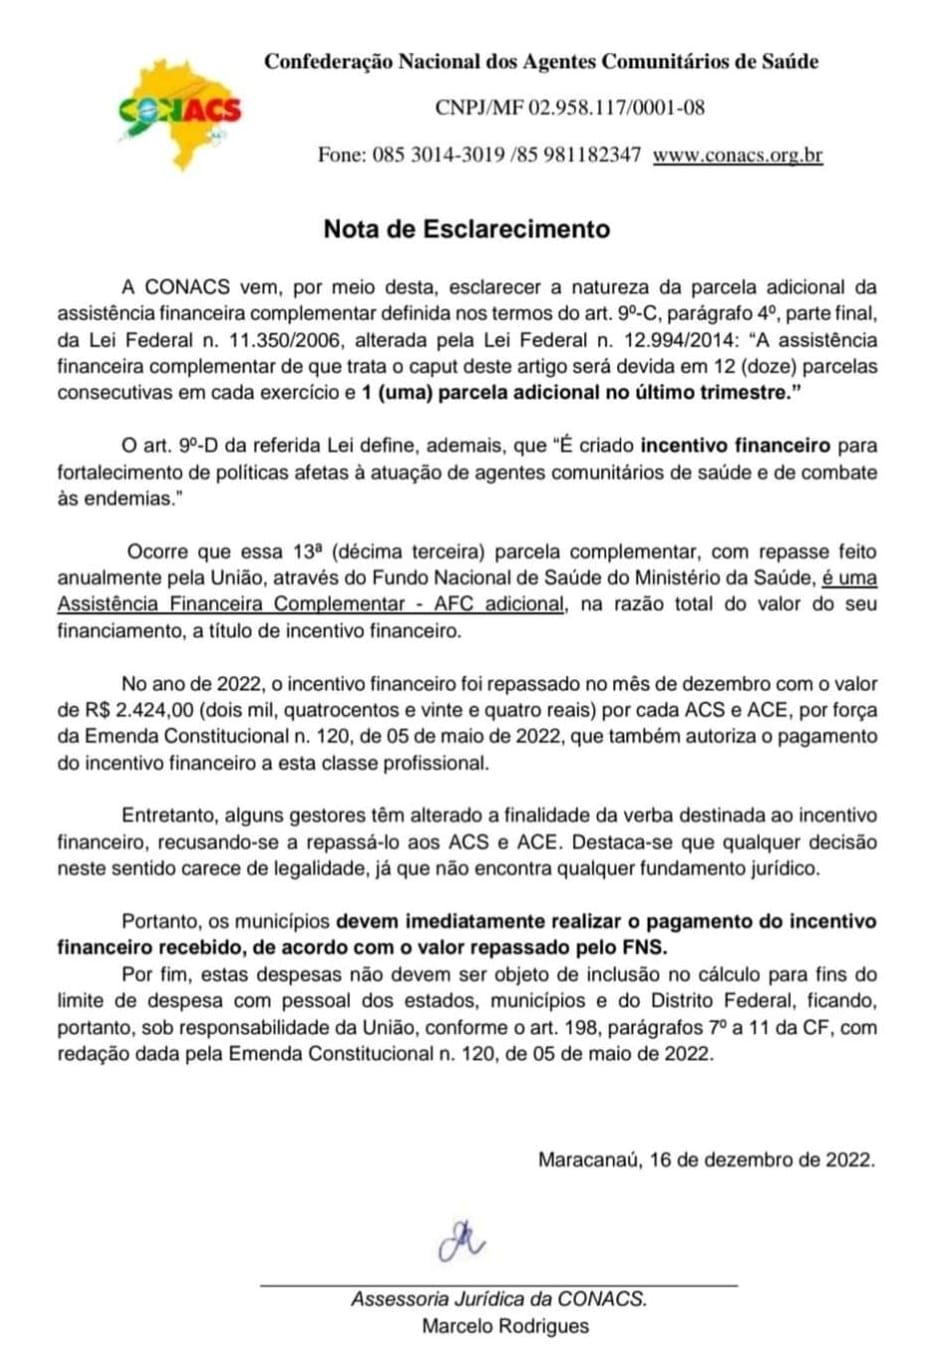 Confederação Nacional dos Agentes Comunitários de Saúde
CONACS
CNPJ/MF 02.958.117/0001-08
Fone: 085 3014-3019 /85 981182347 www.conacs.org.br
Nota de Esclarecimento
A CONACS vem, por meio desta, esclarecer a natureza da parcela adicional da
assistência financeira complementar definida nos termos do art. 9º-C, parágrafo 4º, parte final,
da Lei Federal n. 11.350/2006, alterada pela Lei Federal n. 12.994/2014: “A assistência
financeira complementar de que trata o caput deste artigo será devida em 12 (doze) parcelas
consecutivas em cada exercício e 1 (uma) parcela adicional no último trimestre.”
O art. 9º-D da referida Lei define, ademais, que “É criado incentivo financeiro para
fortalecimento de políticas afetas à atuação de agentes comunitários de saúde e de combate
às endemias.”
Ocorre que essa 13ª (décima terceira) parcela complementar, com repasse feito
anualmente pela União, através do Fundo Nacional de Saúde do Ministério da Saúde, é uma
Assistência Financeira Complementar - AFC adicional, na razão total do valor do seu
financiamento, a título de incentivo financeiro.
No ano de 2022, o incentivo financeiro foi repassado no mês de dezembro com o valor
de R$ 2.424,00 (dois mil, quatrocentos e vinte e quatro reais) por cada ACS e ACE, por força
da Emenda Constitucional n. 120, de 05 de maio de 2022, que também autoriza o pagamento
do incentivo financeiro a esta classe profissional.
Entretanto, alguns gestores têm alterado a finalidade da verba destinada ao incentivo
financeiro, recusando-se a repassá-lo aos ACS e ACE. Destaca-se que qualquer decisão
neste sentido carece de legalidade, já que não encontra qualquer fundamento jurídico.
Portanto, os municípios devem imediatamente realizar o pagamento do incentivo
financeiro recebido, de acordo com o valor repassado pelo FNS.
Por fim, estas despesas não devem ser objeto de inclusão no cálculo para fins do
limite de despesa com pessoal dos estados, municípios e do Distrito Federal, ficando,
portanto, sob responsabilidade da União, conforme o art. 198, parágrafos 7º a 11 da CF, com
redação dada pela Emenda Constitucional n. 120, de 05 de maio de 2022.
Maracanaú, 16 de dezembro de 2022.
Assessoria Jurídica da CONACS.
Marcelo Rodrigues